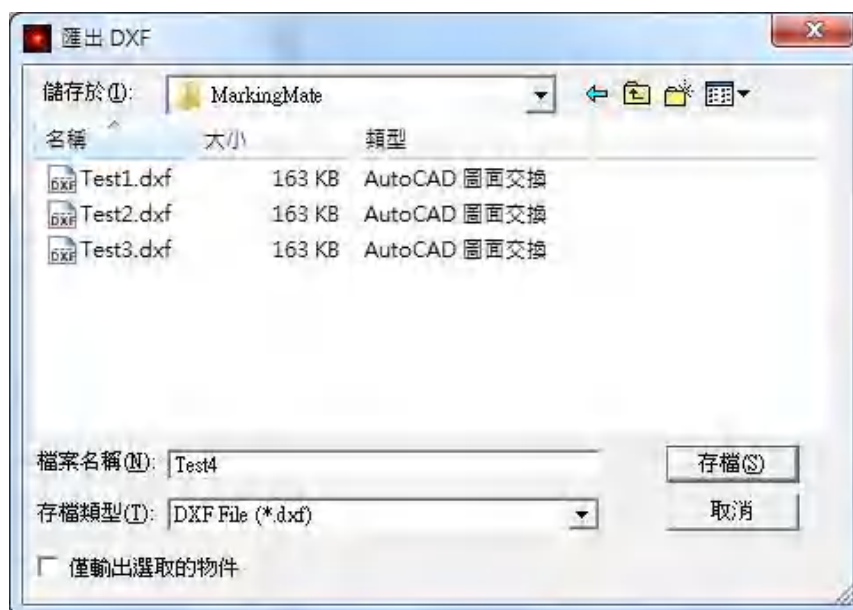 匯出 DXF
儲存於(I): MarkingMate
名稱 大小 類型
Test1.dxf 163 KB AutoCAD 圖面交換
Test2.dxf 163 KB AutoCAD 圖面交換
Test3.dxf 163 KB AutoCAD 圖面交換
檔案名稱(N): Test4 存檔(S)
存檔類型(T): DXF File (*.dxf) 取消
僅輸出選取的物件